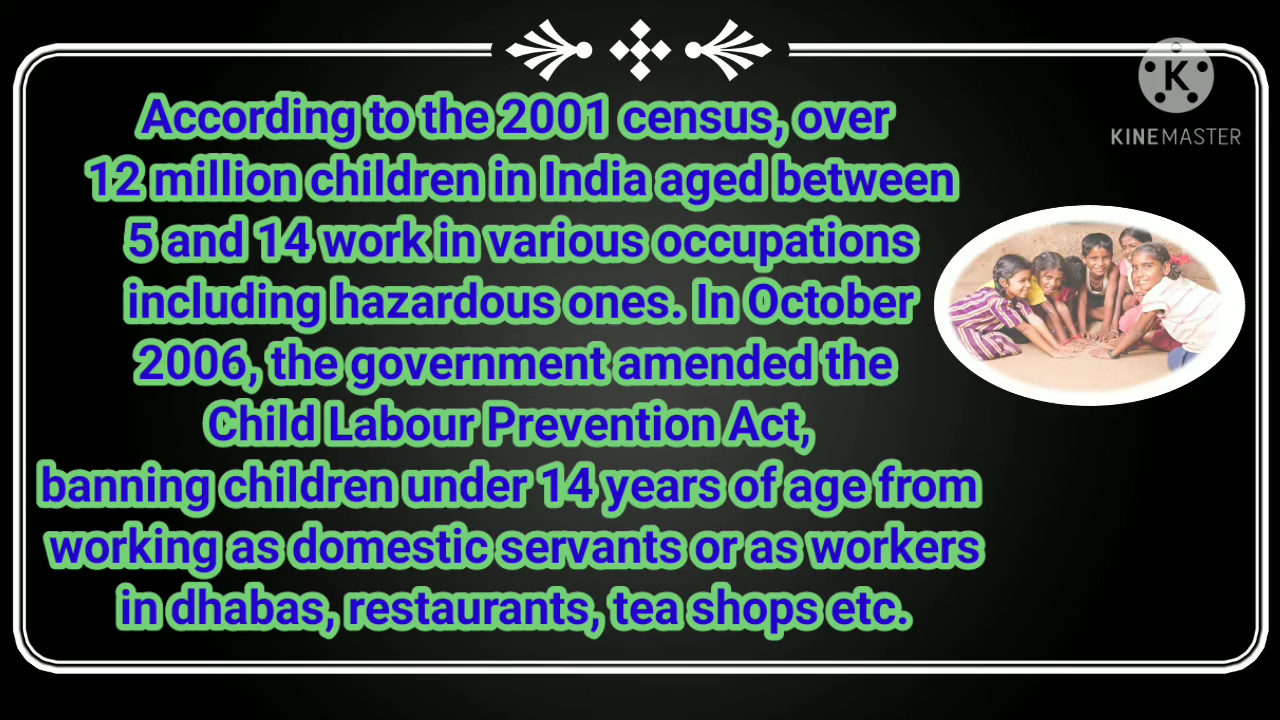 According to the 2001 census, over
12 million children in India aged between
5 and 14 work in various occupations
including hazardous ones. In October
2006, the government amended the
Child Labour Prevention Act,
banning children under 14 years of age from
working as domestic servants or as workers
in dhabas, restaurants, tea shops etc.
K
KINEMASTER